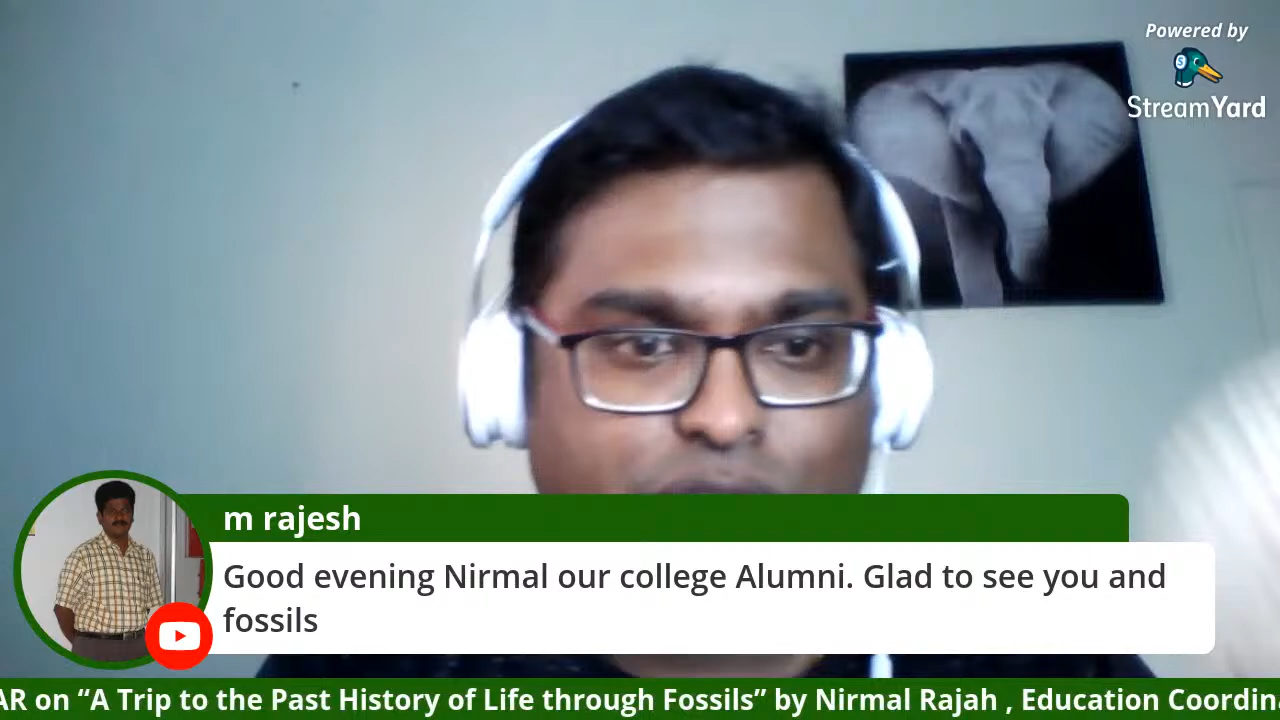 Powered by
StreamYard
m rajesh
Good evening Nirmal our college Alumni. Glad to see you and
fossils
AR on “A Trip to the Past History of Life through Fossils” by Nirmal Rajah , Education Coordin